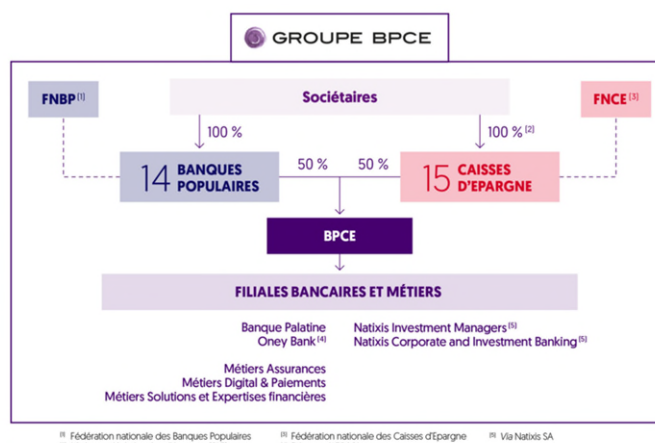 GROUPE BPCE
FNBP [1]
Sociétaires
FNCE [3]
100 %
100 % [2]
14 BANQUES POPULAIRES
50 %
50 %
15 CAISSES D'EPARGNE
BPCE
FILIALES BANCAIRES ET MÉTIERS
Banque Palatine
Oney Bank [4]
Métiers Assurances
Métiers Digital & Paiements
Métiers Solutions et Expertises financières
Natixis Investment Managers [5]
Natixis Corporate and Investment Banking [5]
[1] Fédération nationale des Banques Populaires
[3] Fédération nationale des Caisses d'Epargne
[5] Via Natixis SA